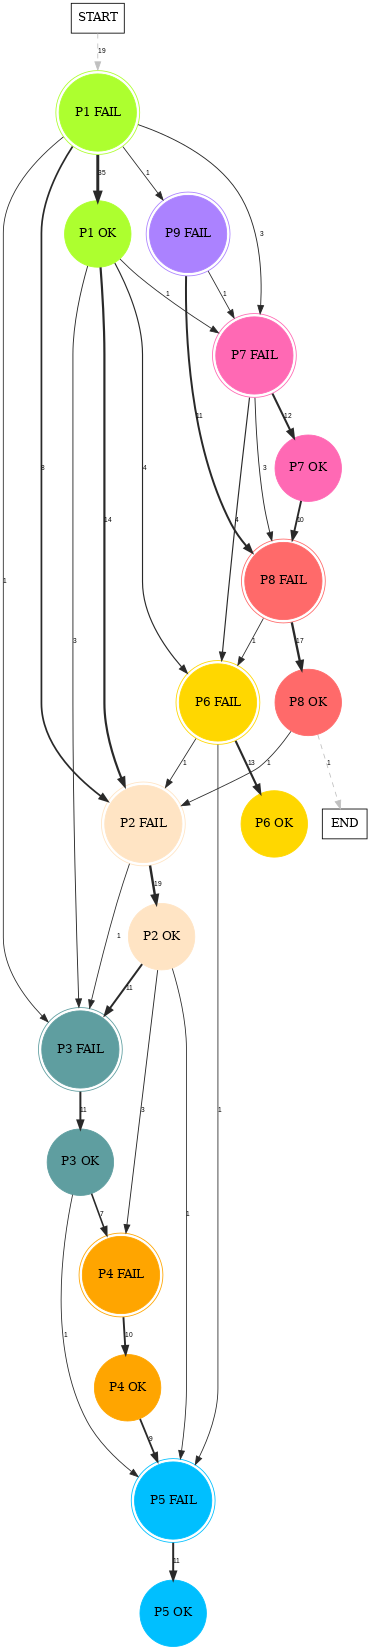 START
19
P1 FAIL
35
1
P1 OK
P9 FAIL
3
1
1
P7 FAIL
8
14
4
11
12
P7 OK
4
3
10
P8 FAIL
1
3
1
17
P6 FAIL
P8 OK
1
13
1
1
P2 FAIL
P6 OK
END
19
1
P2 OK
11
P3 FAIL
11
3
1
1
P3 OK
7
P4 FAIL
1
10
P4 OK
9
P5 FAIL
11
P5 OK